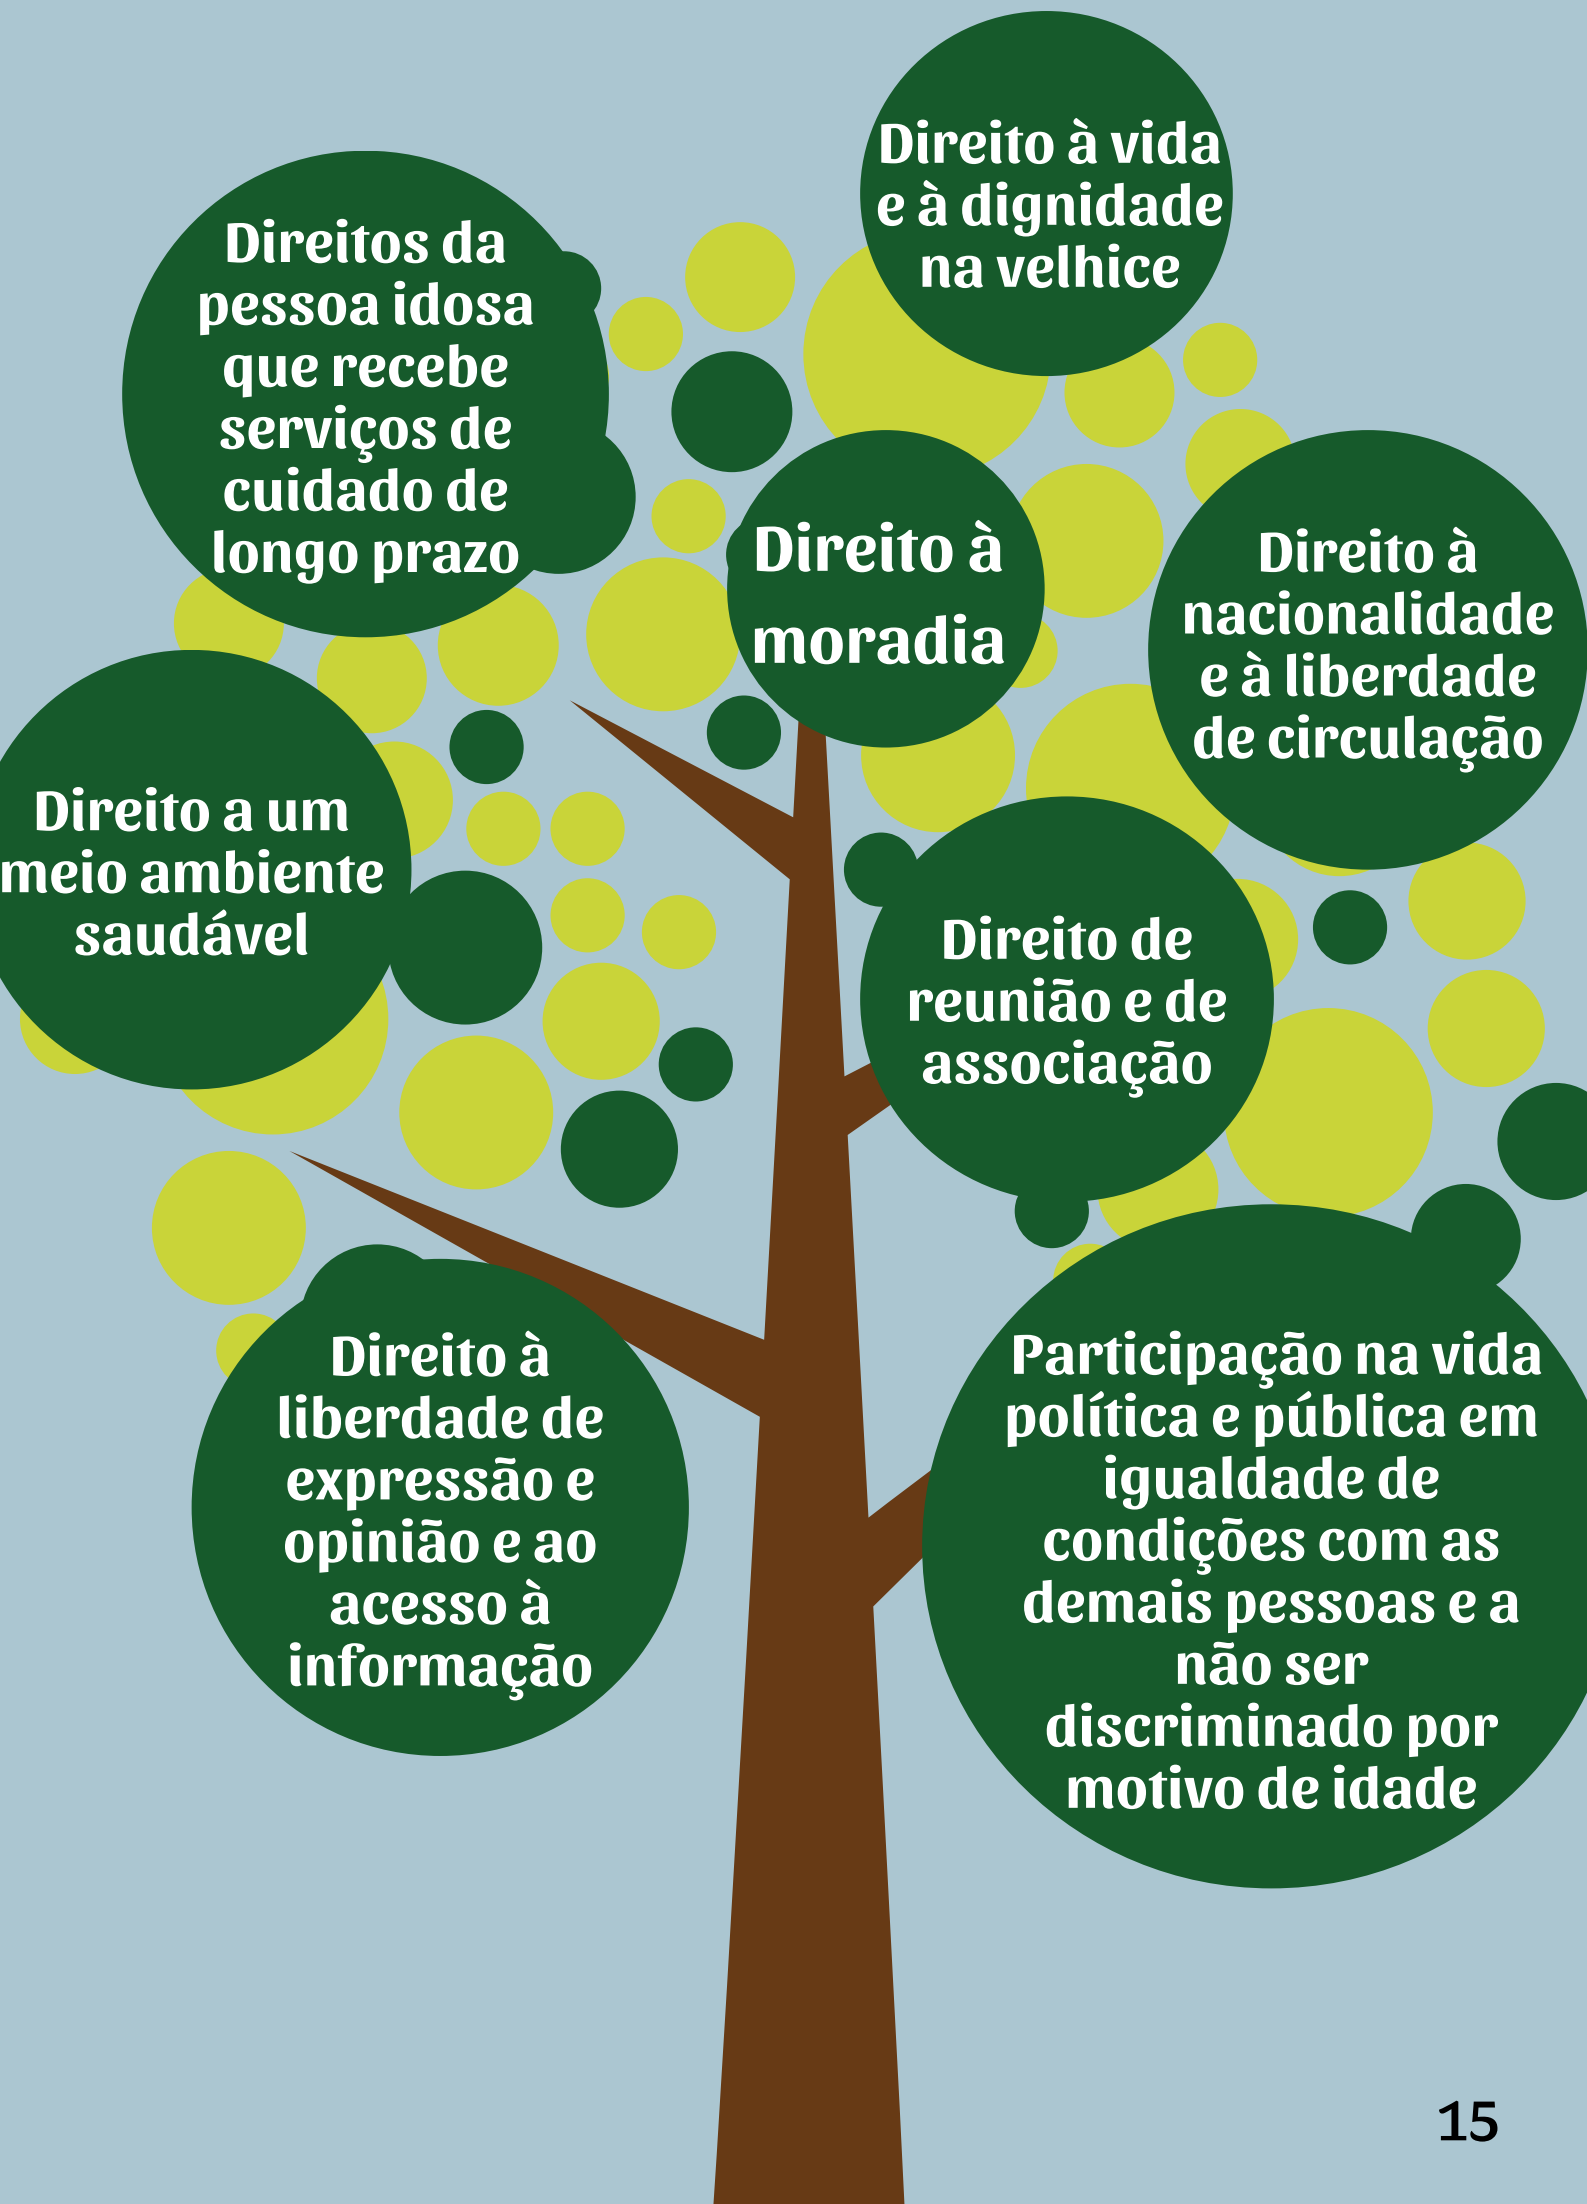 Direito à vida
e à dignidade
na velhice
Direitos da
pessoa idosa
que recebe
serviços de
cuidado de
longo prazo
Direito à
moradia
Direito à
nacionalidade
e à liberdade
de circulação
Direito a um
meio ambiente
saudável
Direito de
reunião e de
associação
Direito à
liberdade de
expressão e
opinião e ao
acesso à
informação
Participação na vida
política e pública em
igualdade de
condições com as
demais pessoas e a
não ser
discriminado por
motivo de idade
15